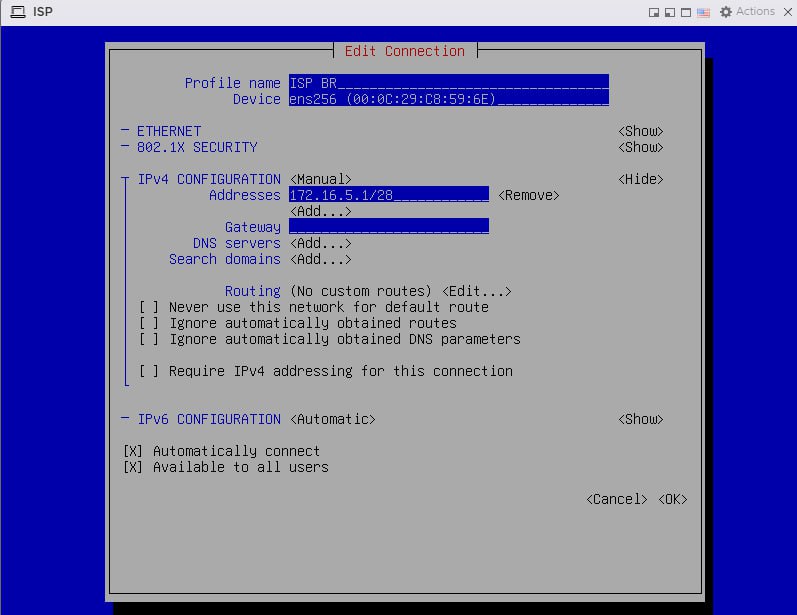 ISP Actions
Edit Connection
Profile name ISP BR
Device ens256 (00:0C:29:C8:59:6E)
ETHERNET <Show>
802.1X SECURITY <Show>
IPv4 CONFIGURATION <Manual> <Hide>
Addresses 172.16.5.1/28 <Remove>
<Add...>
Gateway
DNS servers <Add...>
Search domains <Add...>
Routing (No custom routes) <Edit...>
[ ] Never use this network for default route
[ ] Ignore automatically obtained routes
[ ] Ignore automatically obtained DNS parameters
[ ] Require IPv4 addressing for this connection
IPv6 CONFIGURATION <Automatic> <Show>
[X] Automatically connect
[X] Available to all users
<Cancel> <OK>